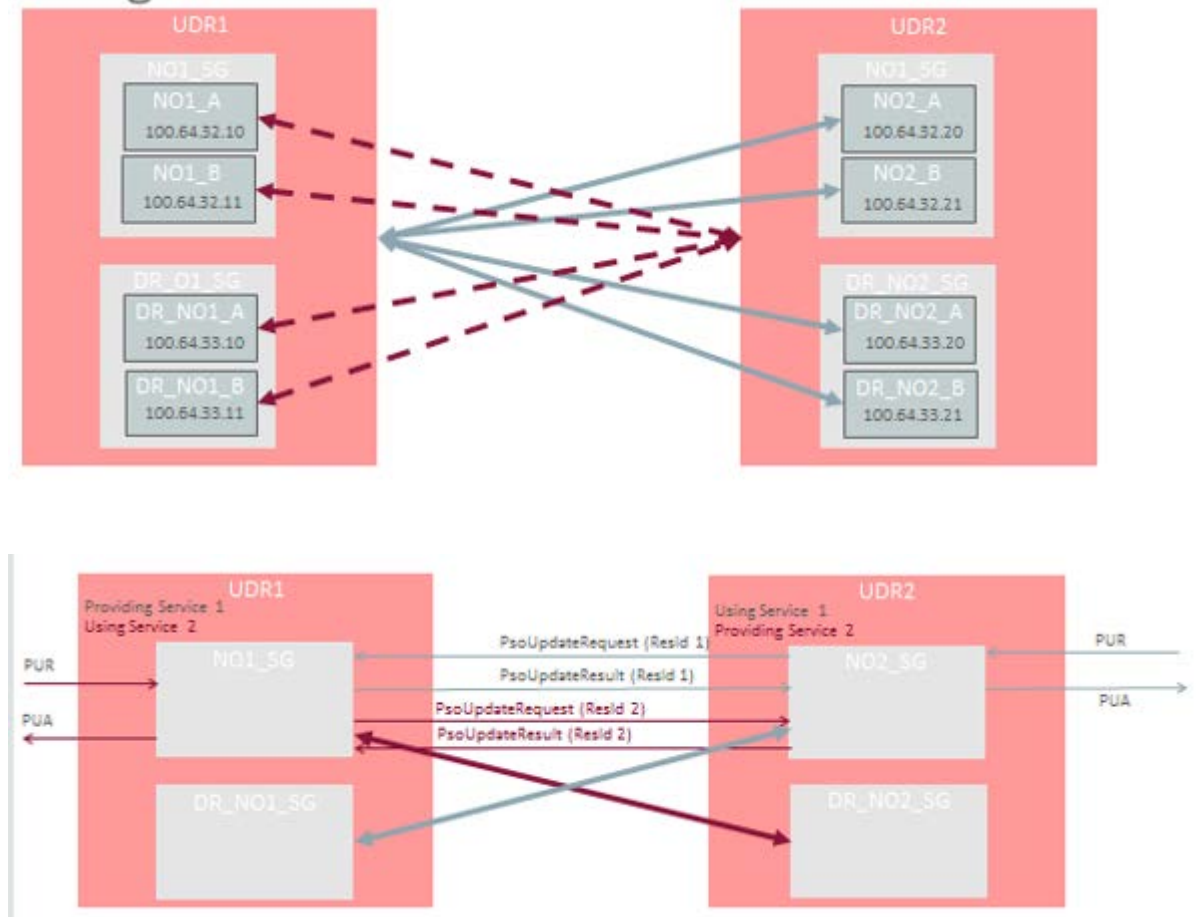 UDR1
UDR2
NO1_SG
NO1_SG
NO1_A
NO2_A
100.64.32.10
100.64.32.20
NO1_B
NO2_B
100.64.32.11
100.64.32.21
DR_O1_SG
DR_NO2_SG
DR_NO1_A
DR_NO2_A
100.64.33.10
100.64.33.20
DR_NO1_B
DR_NO2_B
100.64.33.11
100.64.33.21
UDR1
UDR2
Providing Service 1
Using Service 2
Using Service 1
Providing Service 2
PUR
NO1_SG
PsoUpdateRequest (ResId 1)
NO2_SG
PUR
PsoUpdateResult (ResId 1)
PUA
PsoUpdateRequest (ResId 2)
PUA
PsoUpdateResult (ResId 2)
DR_NO1_SG
DR_NO2_SG